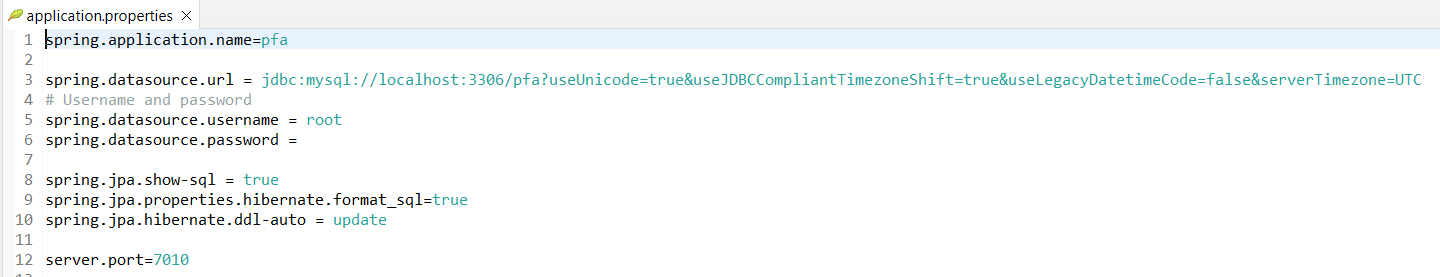 application.properties
1 spring.application.name=pfa
2
3 spring.datasource.url = jdbc:mysql://localhost:3306/pfa?useUnicode=true&useJDBCCompliantTimezoneShift=true&useLegacyDatetimeCode=false&serverTimezone=UTC
4 # Username and password
5 spring.datasource.username = root
6 spring.datasource.password =
7
8 spring.jpa.show-sql = true
9 spring.jpa.properties.hibernate.format_sql=true
10 spring.jpa.hibernate.ddl-auto = update
11
12 server.port=7010